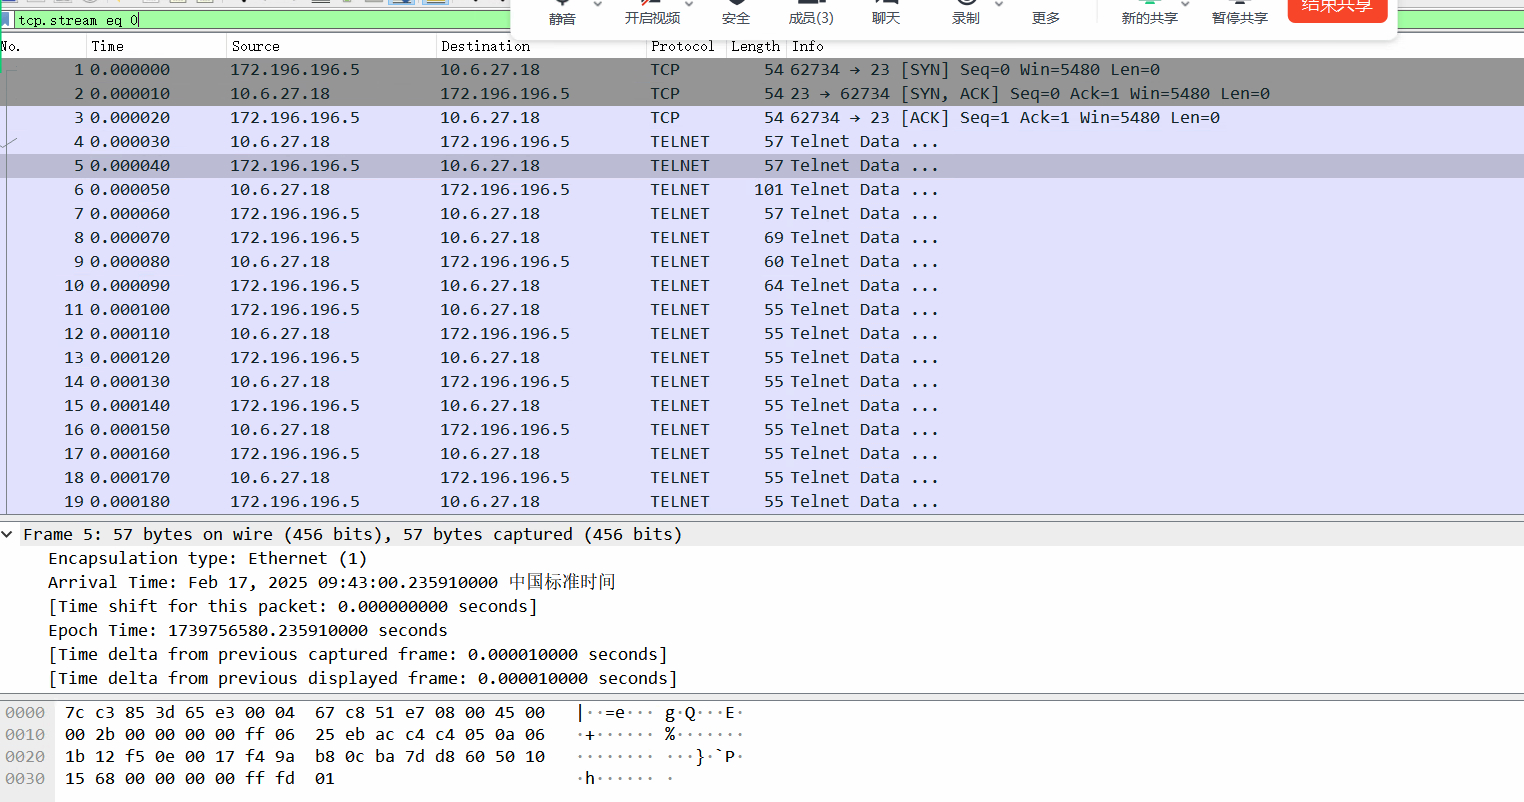 tcp.stream eq 0
静音 开启视频 安全 成员(3) 聊天 录制 更多 新的共享 暂停共享 结束共享
No. Time Source Destination Protocol Length Info
1 0.000000 172.196.196.5 10.6.27.18 TCP 54 62734 → 23 [SYN] Seq=0 Win=5480 Len=0
2 0.000010 10.6.27.18 172.196.196.5 TCP 54 23 → 62734 [SYN, ACK] Seq=0 Ack=1 Win=5480 Len=0
3 0.000020 172.196.196.5 10.6.27.18 TCP 54 62734 → 23 [ACK] Seq=1 Ack=1 Win=5480 Len=0
4 0.000030 10.6.27.18 172.196.196.5 TELNET 57 Telnet Data ...
5 0.000040 172.196.196.5 10.6.27.18 TELNET 57 Telnet Data ...
6 0.000050 10.6.27.18 172.196.196.5 TELNET 101 Telnet Data ...
7 0.000060 172.196.196.5 10.6.27.18 TELNET 57 Telnet Data ...
8 0.000070 172.196.196.5 10.6.27.18 TELNET 69 Telnet Data ...
9 0.000080 10.6.27.18 172.196.196.5 TELNET 60 Telnet Data ...
10 0.000090 172.196.196.5 10.6.27.18 TELNET 64 Telnet Data ...
11 0.000100 172.196.196.5 10.6.27.18 TELNET 55 Telnet Data ...
12 0.000110 10.6.27.18 172.196.196.5 TELNET 55 Telnet Data ...
13 0.000120 172.196.196.5 10.6.27.18 TELNET 55 Telnet Data ...
14 0.000130 10.6.27.18 172.196.196.5 TELNET 55 Telnet Data ...
15 0.000140 172.196.196.5 10.6.27.18 TELNET 55 Telnet Data ...
16 0.000150 10.6.27.18 172.196.196.5 TELNET 55 Telnet Data ...
17 0.000160 172.196.196.5 10.6.27.18 TELNET 55 Telnet Data ...
18 0.000170 10.6.27.18 172.196.196.5 TELNET 55 Telnet Data ...
19 0.000180 172.196.196.5 10.6.27.18 TELNET 55 Telnet Data ...
Frame 5: 57 bytes on wire (456 bits), 57 bytes captured (456 bits)
Encapsulation type: Ethernet (1)
Arrival Time: Feb 17, 2025 09:43:00.235910000 中国标准时间
[Time shift for this packet: 0.000000000 seconds]
Epoch Time: 1739756580.235910000 seconds
[Time delta from previous captured frame: 0.000010000 seconds]
[Time delta from previous displayed frame: 0.000010000 seconds]
0000 7c c3 85 3d 65 e3 00 04 67 c8 51 e7 08 00 45 00 |··=e··· g·Q···E·
0010 00 2b 00 00 00 00 ff 06 25 eb ac c4 c4 05 0a 06 ·+······ %·······
0020 1b 12 f5 0e 00 17 f4 9a b8 0c ba 7d d8 60 50 10 ········ ···}·`P·
0030 15 68 00 00 00 00 ff fd 01 ·h······ ·